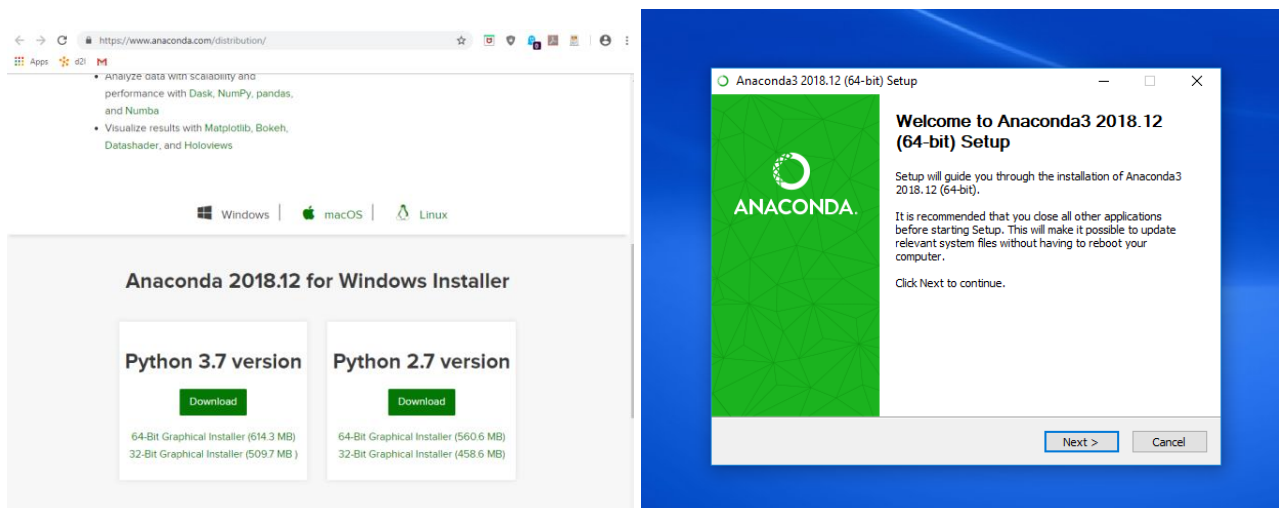 https://www.anaconda.com/distribution/
0
Apps d2l M
Analyze data with scalability and
performance with Dask, NumPy, pandas,
and Numba
Visualize results with Matplotlib, Bokeh,
Datashader, and Holoviews
Windows | macOS | Linux
Anaconda 2018.12 for Windows Installer
Python 3.7 version
Download
64-Bit Graphical Installer (614.3 MB)
32-Bit Graphical Installer (509.7 MB )
Python 2.7 version
Download
64-Bit Graphical Installer (560.6 MB)
32-Bit Graphical Installer (458.6 MB)
Anaconda3 2018.12 (64-bit) Setup
ANACONDA.
Welcome to Anaconda3 2018.12
(64-bit) Setup
Setup will guide you through the installation of Anaconda3
2018.12 (64-bit).
It is recommended that you close all other applications
before starting Setup. This will make it possible to update
relevant system files without having to reboot your
computer.
Click Next to continue.
Next >
Cancel